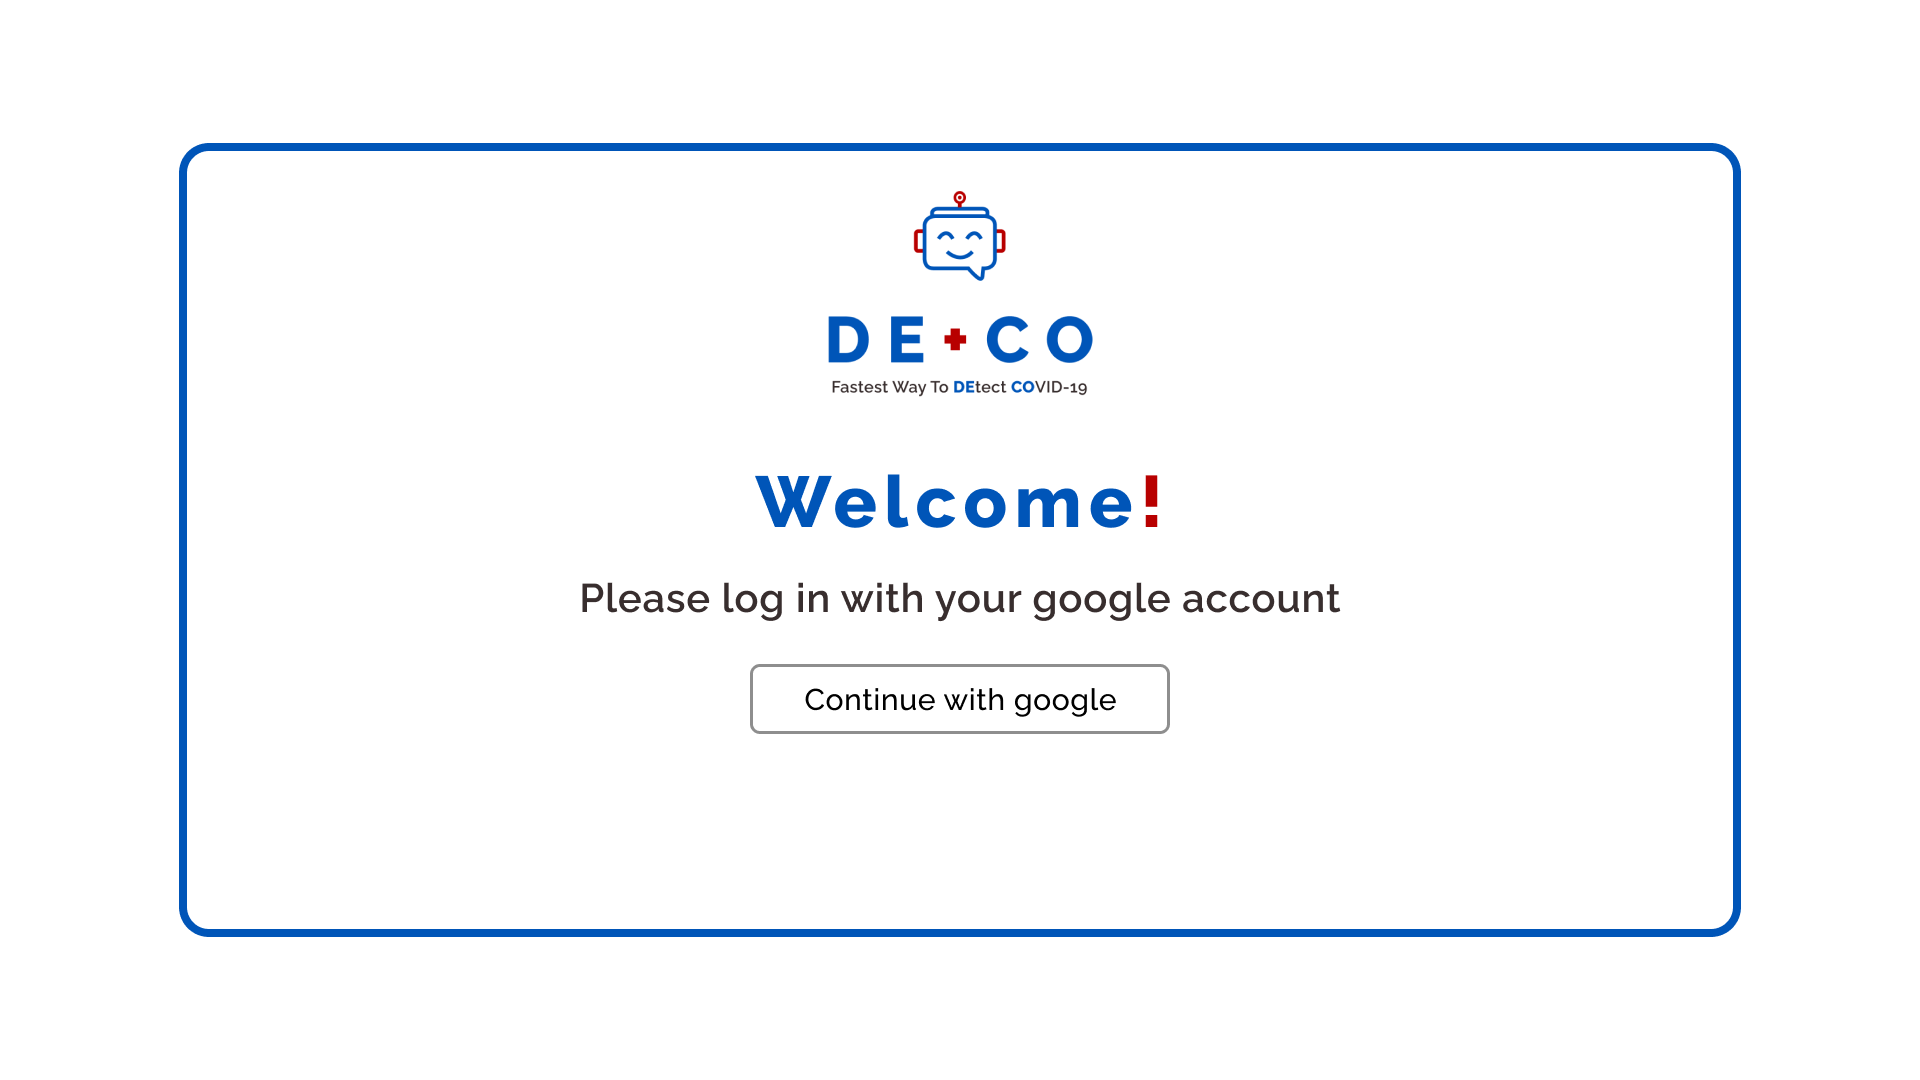 DE+CO
Fastest Way To DEtect COVID-19
Welcome!
Please log in with your google account
Continue with google